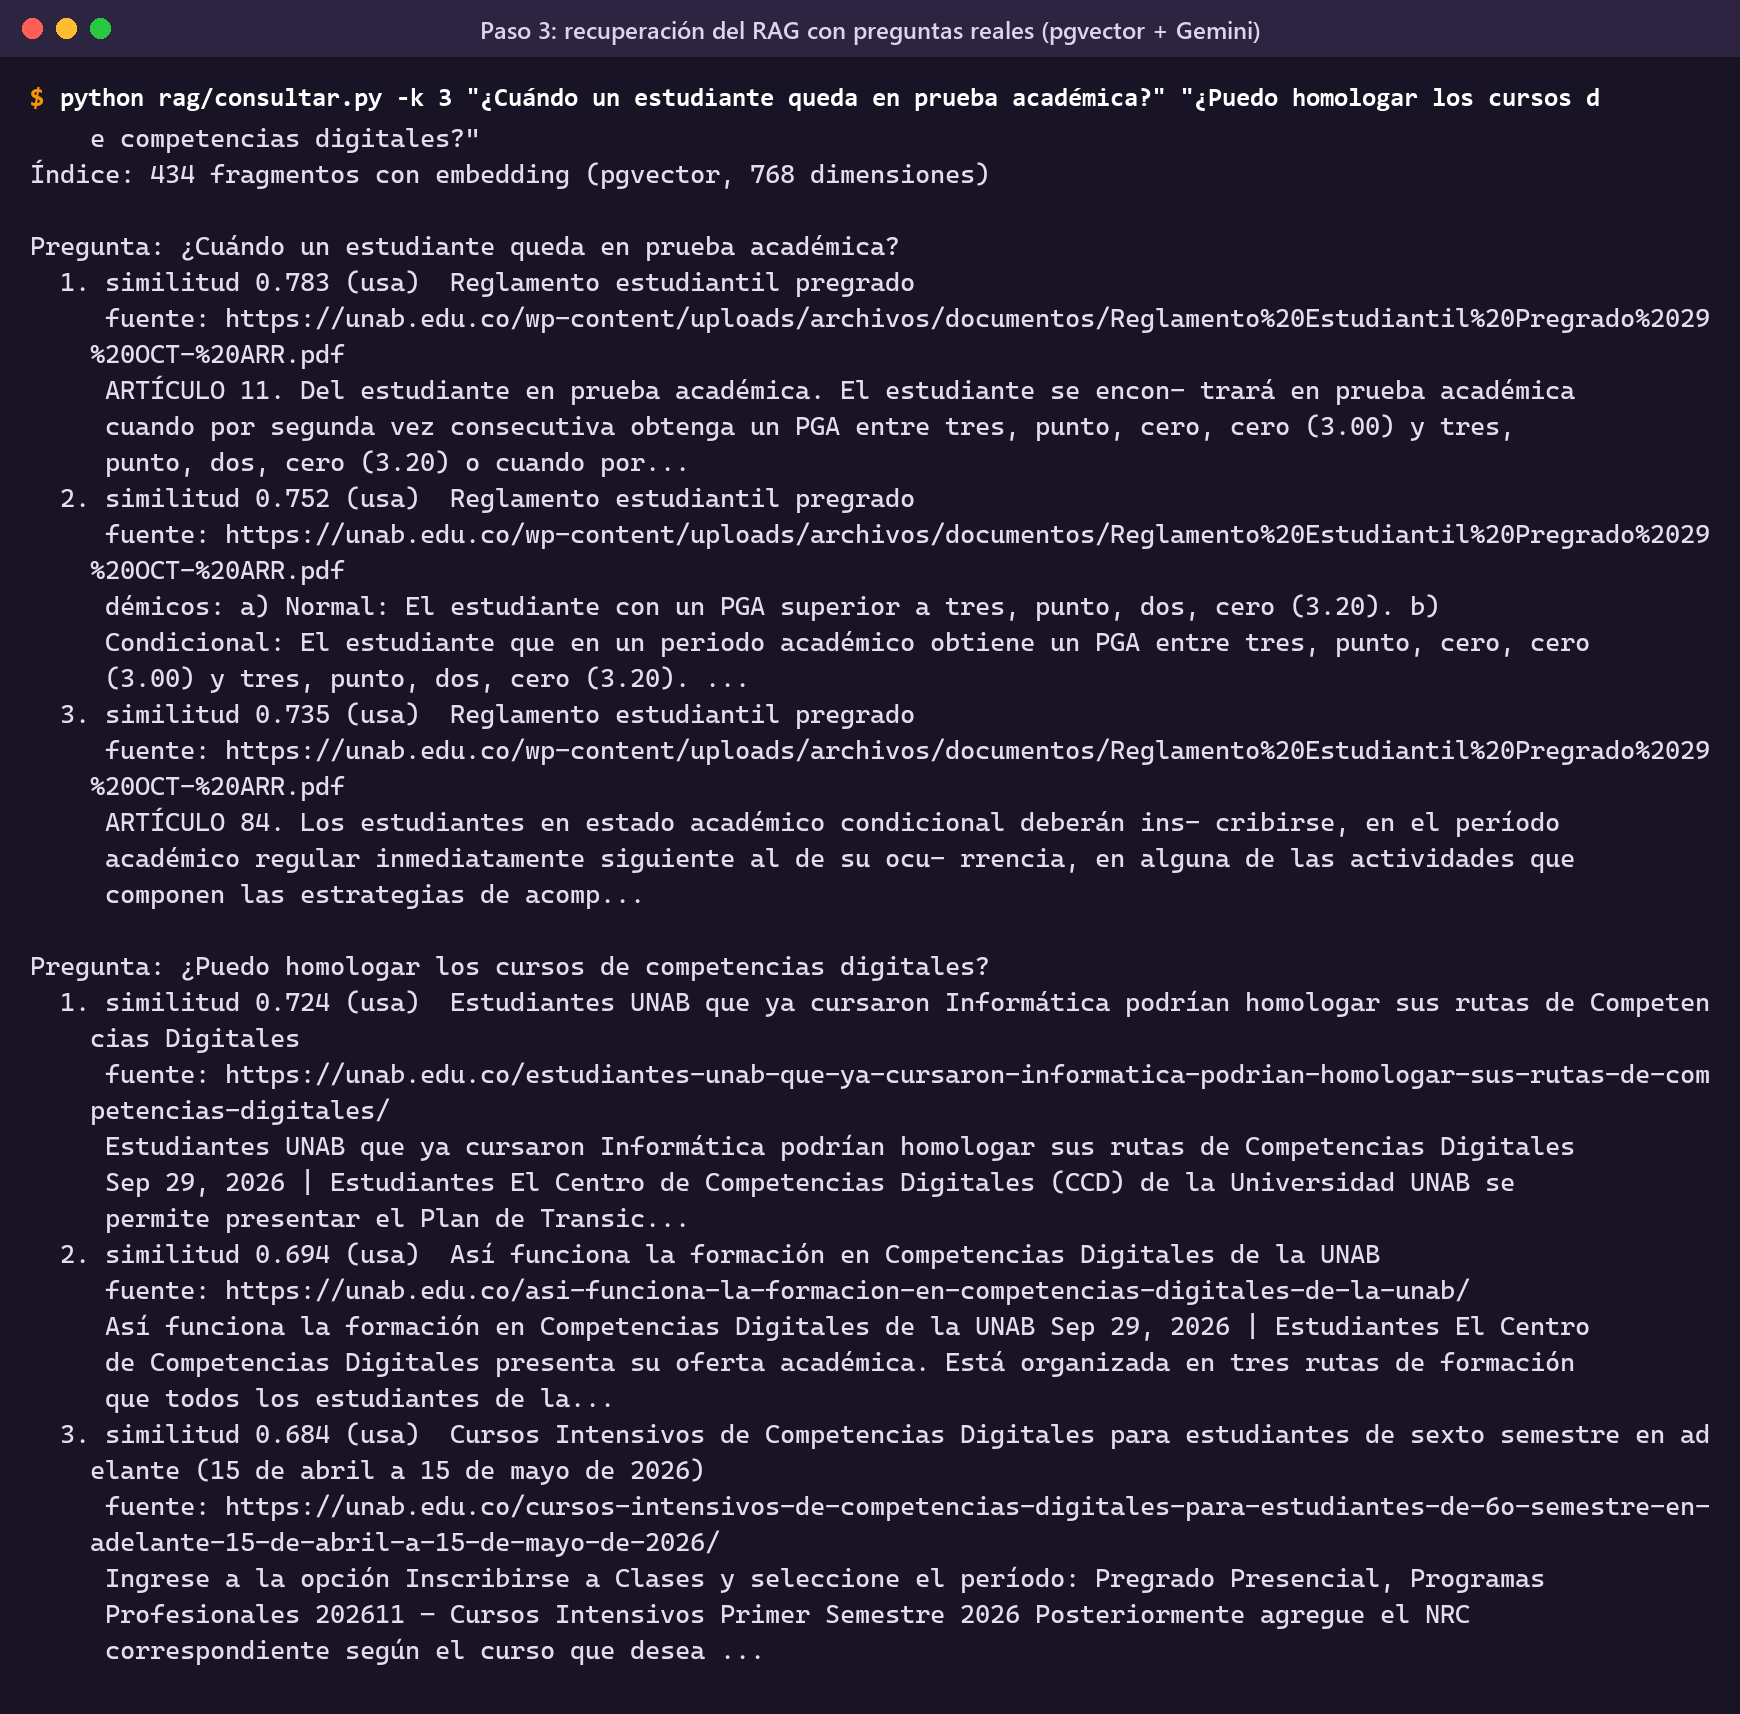 Paso 3: recuperación del RAG con preguntas reales (pgvector + Gemini)
$ python rag/consultar.py -k 3 "¿Cuándo un estudiante queda en prueba académica?" "¿Puedo homologar los cursos d
e competencias digitales?"
Índice: 434 fragmentos con embedding (pgvector, 768 dimensiones)
Pregunta: ¿Cuándo un estudiante queda en prueba académica?
1. similitud 0.783 (usa)  Reglamento estudiantil pregrado
fuente: https://unab.edu.co/wp-content/uploads/archivos/documentos/Reglamento%20Estudiantil%20Pregrado%2029
%20OCT-%20ARR.pdf
ARTÍCULO 11. Del estudiante en prueba académica. El estudiante se encon- trará en prueba académica
cuando por segunda vez consecutiva obtenga un PGA entre tres, punto, cero, cero (3.00) y tres,
punto, dos, cero (3.20) o cuando por...
2. similitud 0.752 (usa)  Reglamento estudiantil pregrado
fuente: https://unab.edu.co/wp-content/uploads/archivos/documentos/Reglamento%20Estudiantil%20Pregrado%2029
%20OCT-%20ARR.pdf
démicos: a) Normal: El estudiante con un PGA superior a tres, punto, dos, cero (3.20). b)
Condicional: El estudiante que en un periodo académico obtiene un PGA entre tres, punto, cero, cero
(3.00) y tres, punto, dos, cero (3.20). ...
3. similitud 0.735 (usa)  Reglamento estudiantil pregrado
fuente: https://unab.edu.co/wp-content/uploads/archivos/documentos/Reglamento%20Estudiantil%20Pregrado%2029
%20OCT-%20ARR.pdf
ARTÍCULO 84. Los estudiantes en estado académico condicional deberán ins- cribirse, en el período
académico regular inmediatamente siguiente al de su ocu- rrencia, en alguna de las actividades que
componen las estrategias de acomp...
Pregunta: ¿Puedo homologar los cursos de competencias digitales?
1. similitud 0.724 (usa)  Estudiantes UNAB que ya cursaron Informática podrían homologar sus rutas de Competen
cias Digitales
fuente: https://unab.edu.co/estudiantes-unab-que-ya-cursaron-informatica-podrian-homologar-sus-rutas-de-com
petencias-digitales/
Estudiantes UNAB que ya cursaron Informática podrían homologar sus rutas de Competencias Digitales
Sep 29, 2026 | Estudiantes El Centro de Competencias Digitales (CCD) de la Universidad UNAB se
permite presentar el Plan de Transic...
2. similitud 0.694 (usa)  Así funciona la formación en Competencias Digitales de la UNAB
fuente: https://unab.edu.co/asi-funciona-la-formacion-en-competencias-digitales-de-la-unab/
Así funciona la formación en Competencias Digitales de la UNAB Sep 29, 2026 | Estudiantes El Centro
de Competencias Digitales presenta su oferta académica. Está organizada en tres rutas de formación
que todos los estudiantes de la...
3. similitud 0.684 (usa)  Cursos Intensivos de Competencias Digitales para estudiantes de sexto semestre en ad
elante (15 de abril a 15 de mayo de 2026)
fuente: https://unab.edu.co/cursos-intensivos-de-competencias-digitales-para-estudiantes-de-6o-semestre-en-
adelante-15-de-abril-a-15-de-mayo-de-2026/
Ingrese a la opción Inscribirse a Clases y seleccione el período: Pregrado Presencial, Programas
Profesionales 202611 – Cursos Intensivos Primer Semestre 2026 Posteriormente agregue el NRC
correspondiente según el curso que desea ...